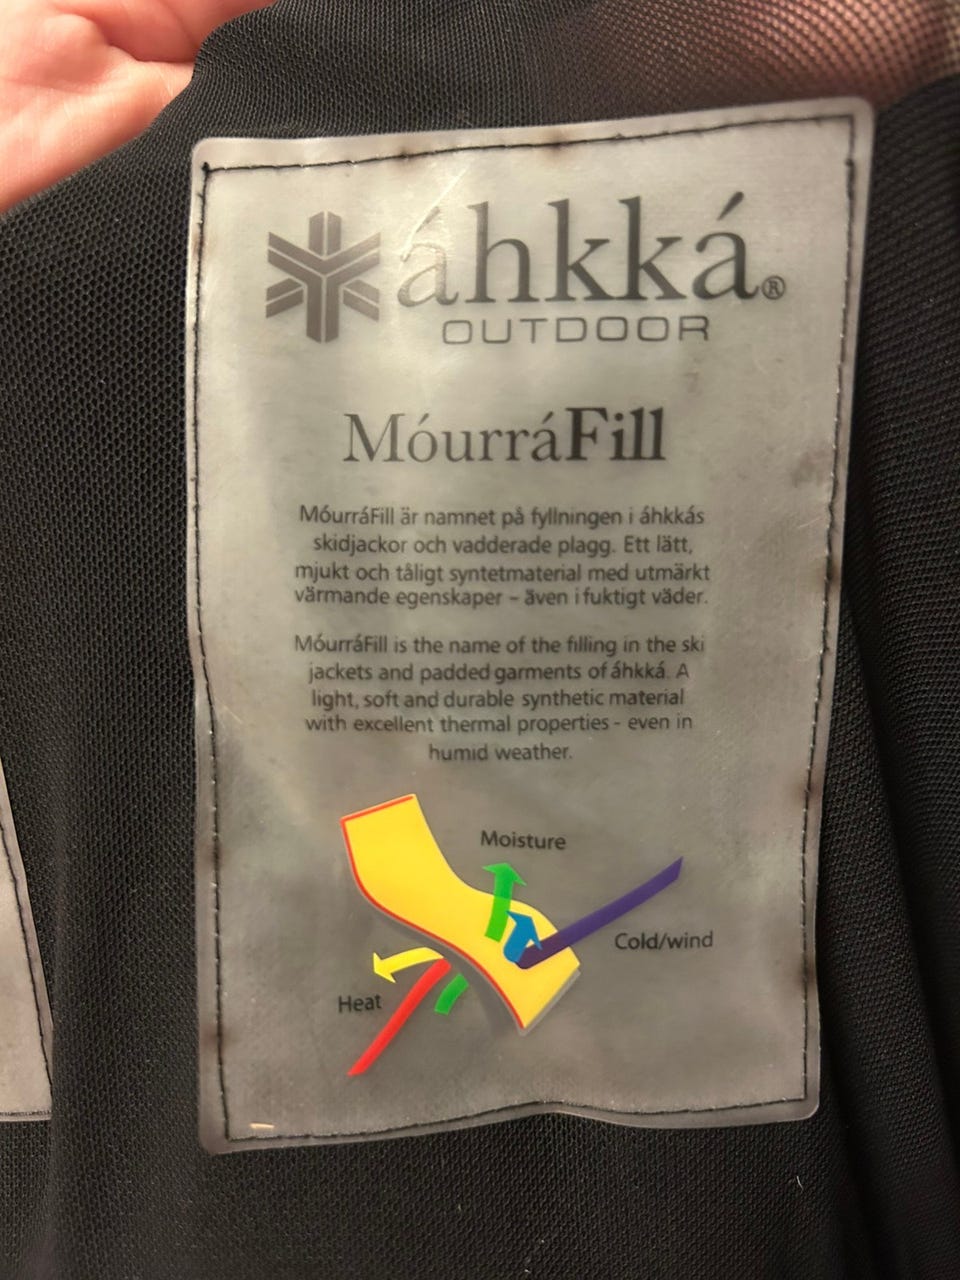 áhkká®
OUTDOOR
MóurráFill
MóurráFill är namnet på fyllningen i áhkkás
skidjackor och vadderade plagg. Ett lätt,
mjukt och tåligt syntetmaterial med utmärkt
värmande egenskaper – även i fuktigt väder.
MóurráFill is the name of the filling in the ski
jackets and padded garments of áhkká. A
light, soft and durable synthetic material
with excellent thermal properties - even in
humid weather.
Moisture
Cold/wind
Heat